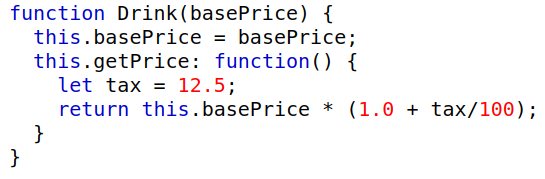 function Drink(basePrice) {
  this.basePrice = basePrice;
  this.getPrice: function() {
    let tax = 12.5;
    return this.basePrice * (1.0 + tax/100);
  }
}